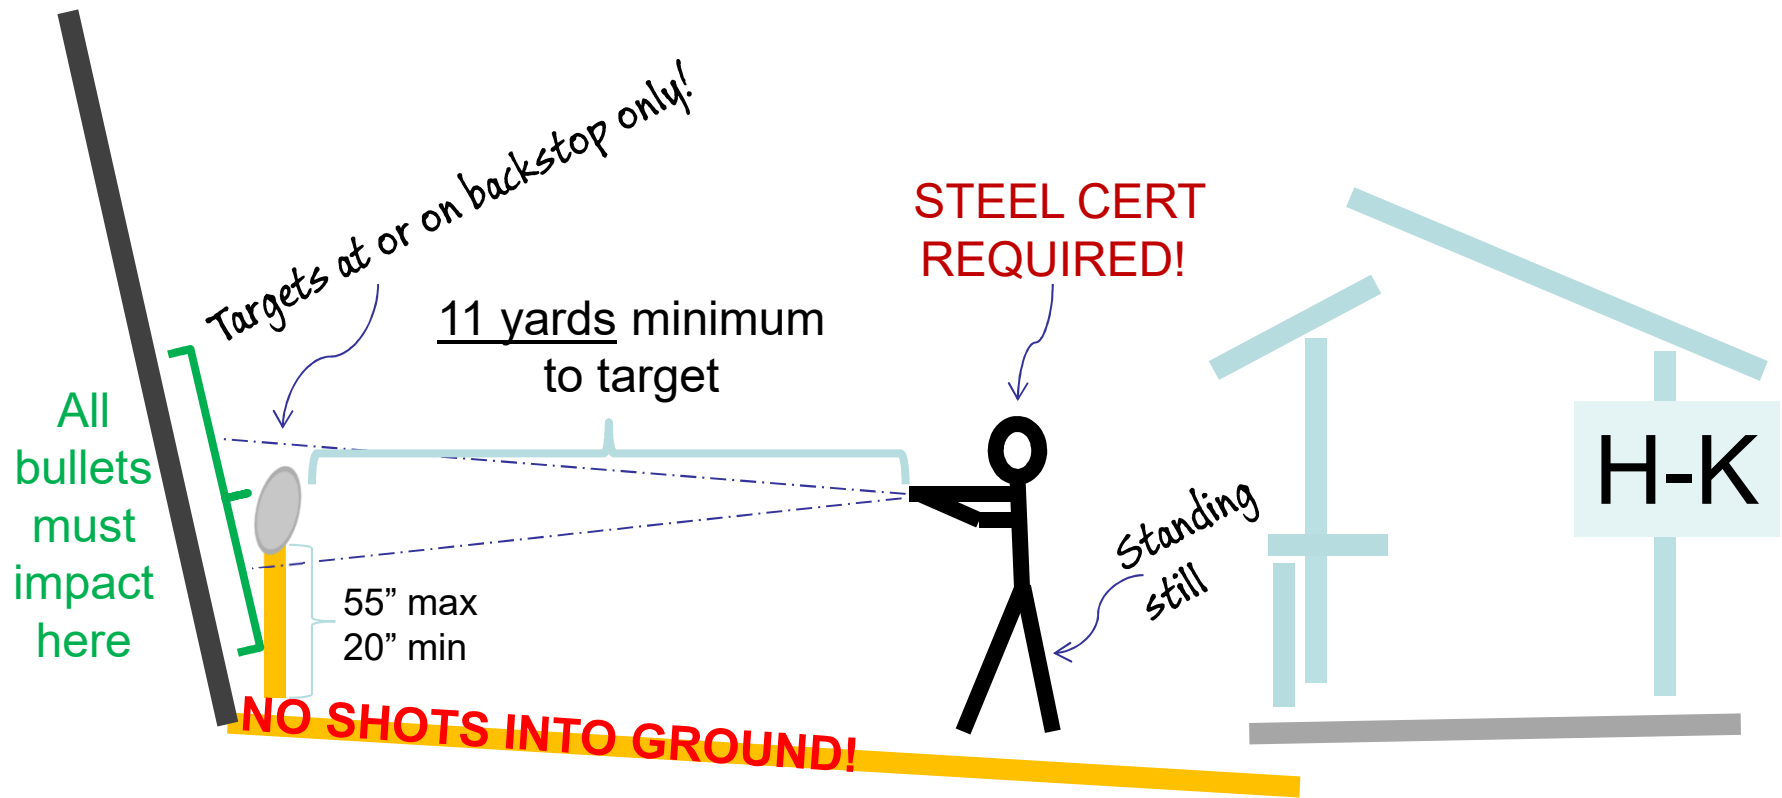 Targets at or on backstop only!
STEEL CERT
REQUIRED!
11 yards minimum
to target
All
bullets
must
impact
here
H-K
Standing
still
55” max
20” min
NO SHOTS INTO GROUND!